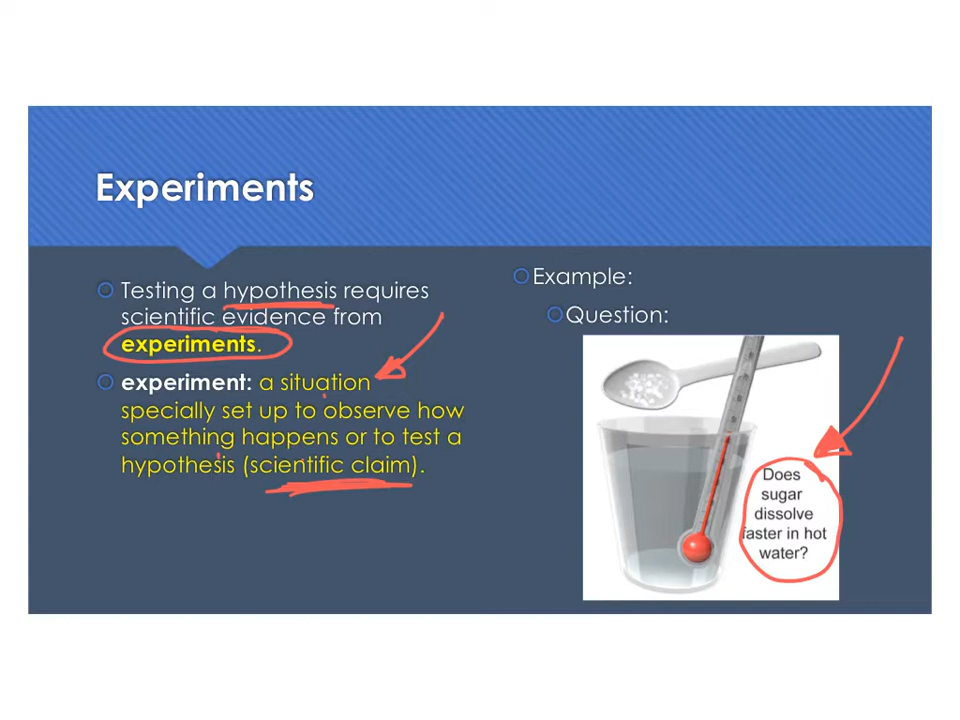 Experiments
Testing a hypothesis requires
scientific evidence from
experiments.
experiment: a situation
specially set up to observe how
something happens or to test a
hypothesis (scientific claim).
Example:
Question:
Does
sugar
dissolve
faster in hot
water?